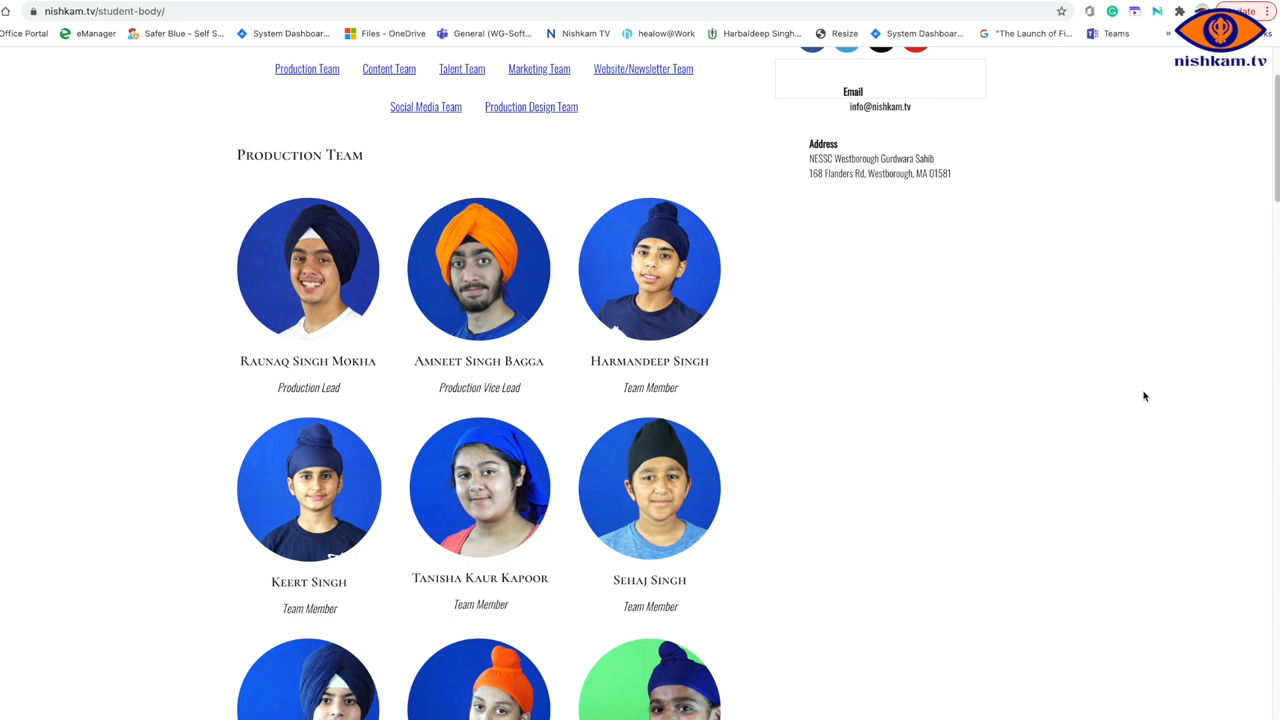 nishkam.tv/student-body/
Office Portal eManager Safer Blue - Self S... System Dashboar... Files - OneDrive General (WG-Soft... Nishkam TV healow@Work Harbaldeep Singh... Resize System Dashboar... "The Launch of Fi... Teams »
nishkam.tv
Production Team Content Team Talent Team Marketing Team Website/Newsletter Team
Social Media Team Production Design Team
Email
info@nishkam.tv
Address
NESSC Westborough Gurdwara Sahib
168 Flanders Rd, Westborough, MA 01581
Production Team
Raunaq Singh Mokha Amneet Singh Bagga Harmandeep Singh
Production Lead Production Vice Lead Team Member
Keert Singh Tanisha Kaur Kapoor Sehaj Singh
Team Member Team Member Team Member